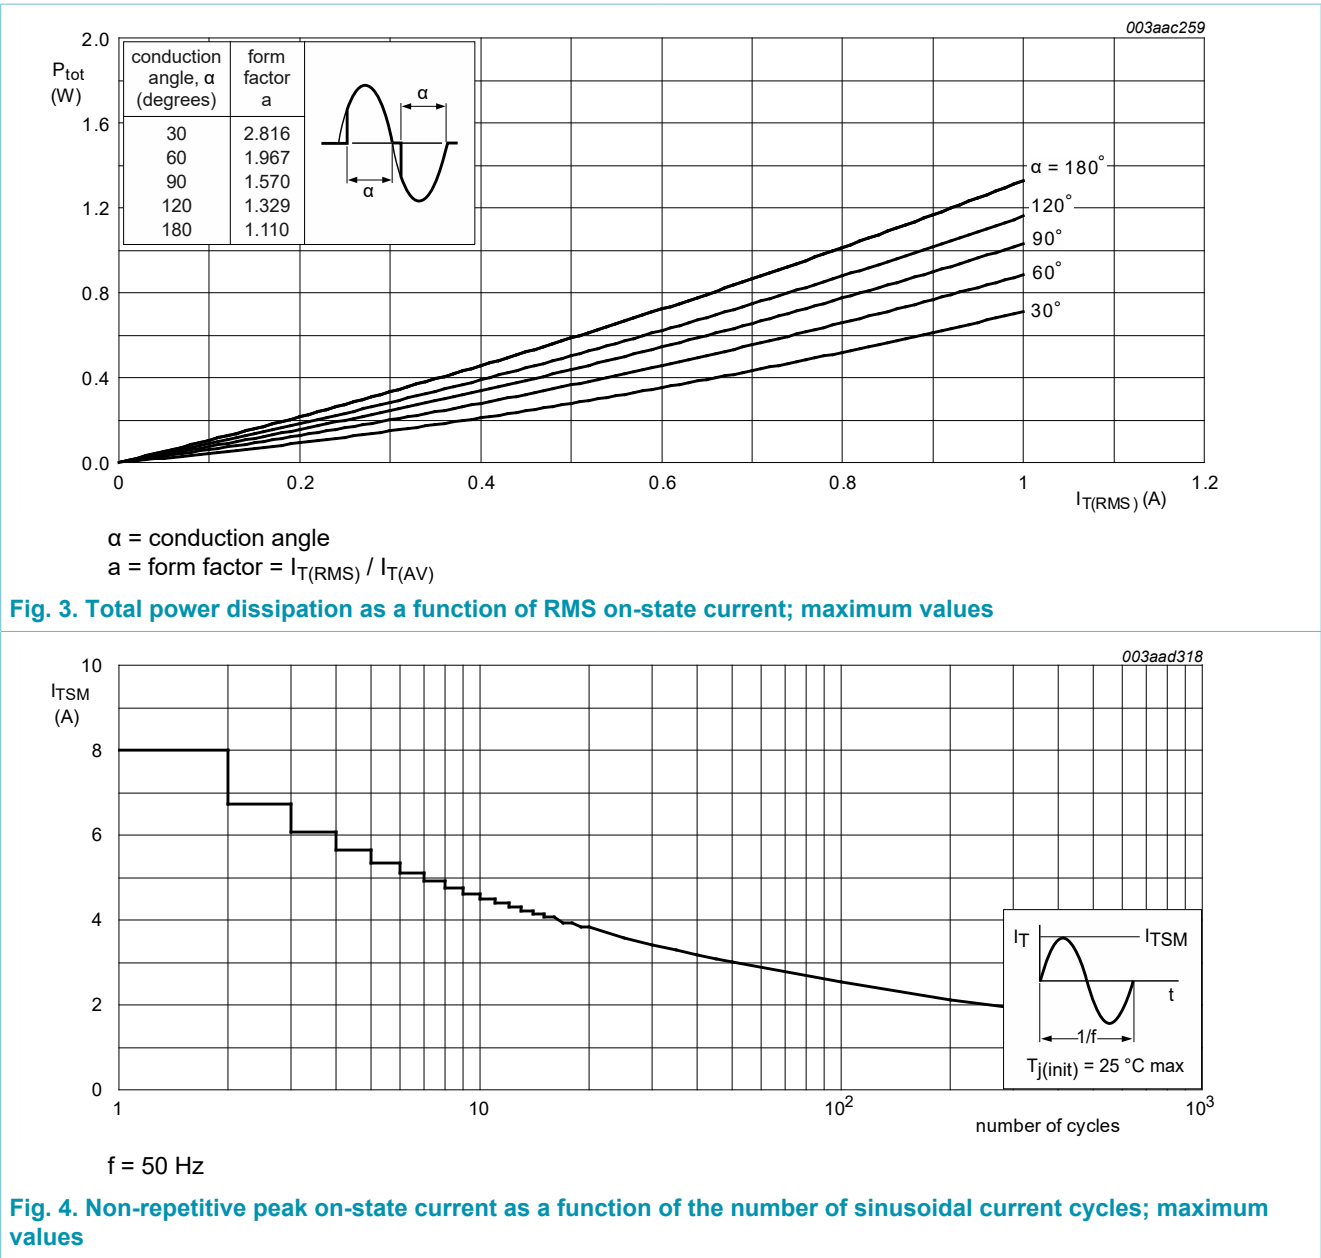 003aac259
2.0
Ptot
(W)
1.6
1.2
0.8
0.4
0.0
conduction angle, α (degrees)
form factor a
30 2.816
60 1.967
90 1.570
120 1.329
180 1.110
α
α
α = 180°
120°
90°
60°
30°
0 0.2 0.4 0.6 0.8 1 1.2
IT(RMS) (A)
α = conduction angle
a = form factor = IT(RMS) / IT(AV)
Fig. 3. Total power dissipation as a function of RMS on-state current; maximum values
003aad318
10
ITSM
(A)
8
6
4
2
0
IT
ITSM
t
1/f
Tj(init) = 25 °C max
1 10 10² 10³
number of cycles
f = 50 Hz
Fig. 4. Non-repetitive peak on-state current as a function of the number of sinusoidal current cycles; maximum
values